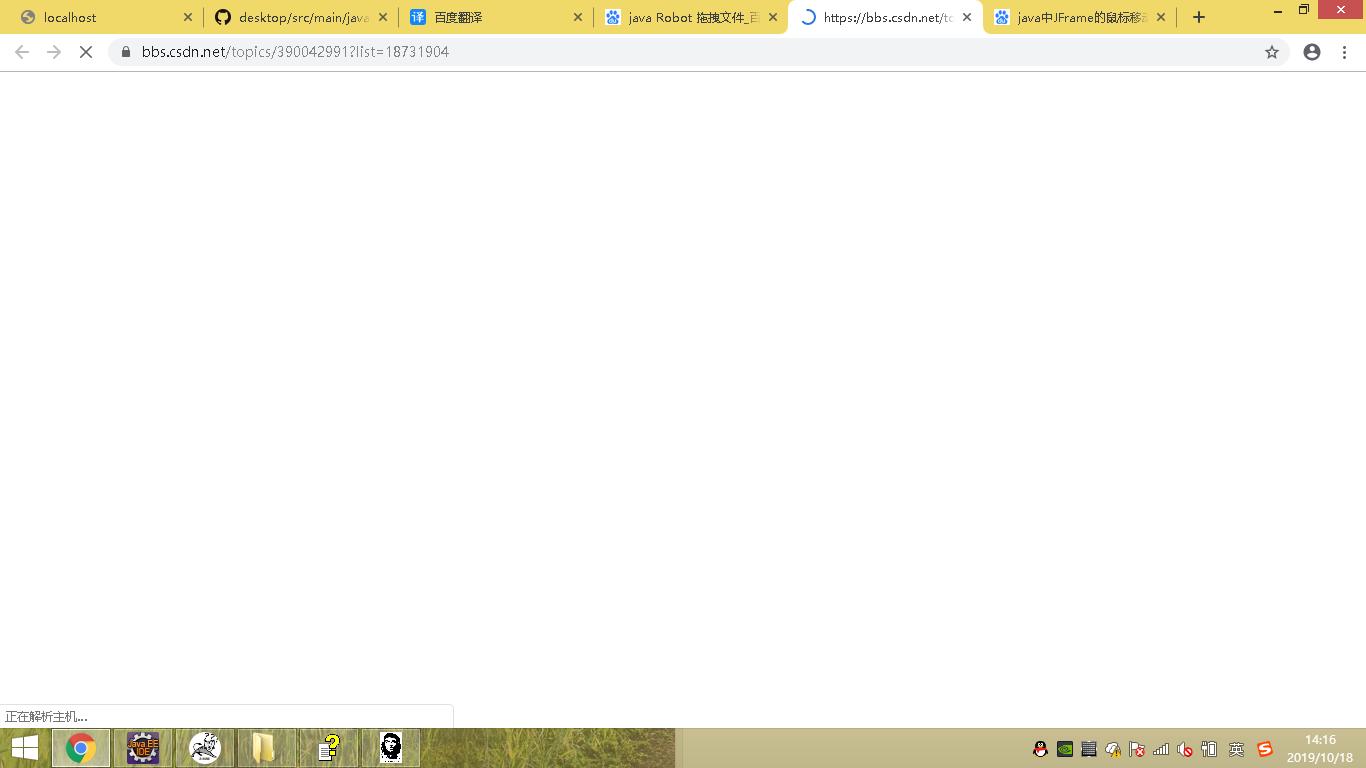 localhost
desktop/src/main/java
百度翻译
java Robot 拖拽文件_百
https://bbs.csdn.net/to
java中JFrame的鼠标移动
bbs.csdn.net/topics/390042991?list=18731904
正在解析主机...
Java EE
IDE
英
14:16
2019/10/18